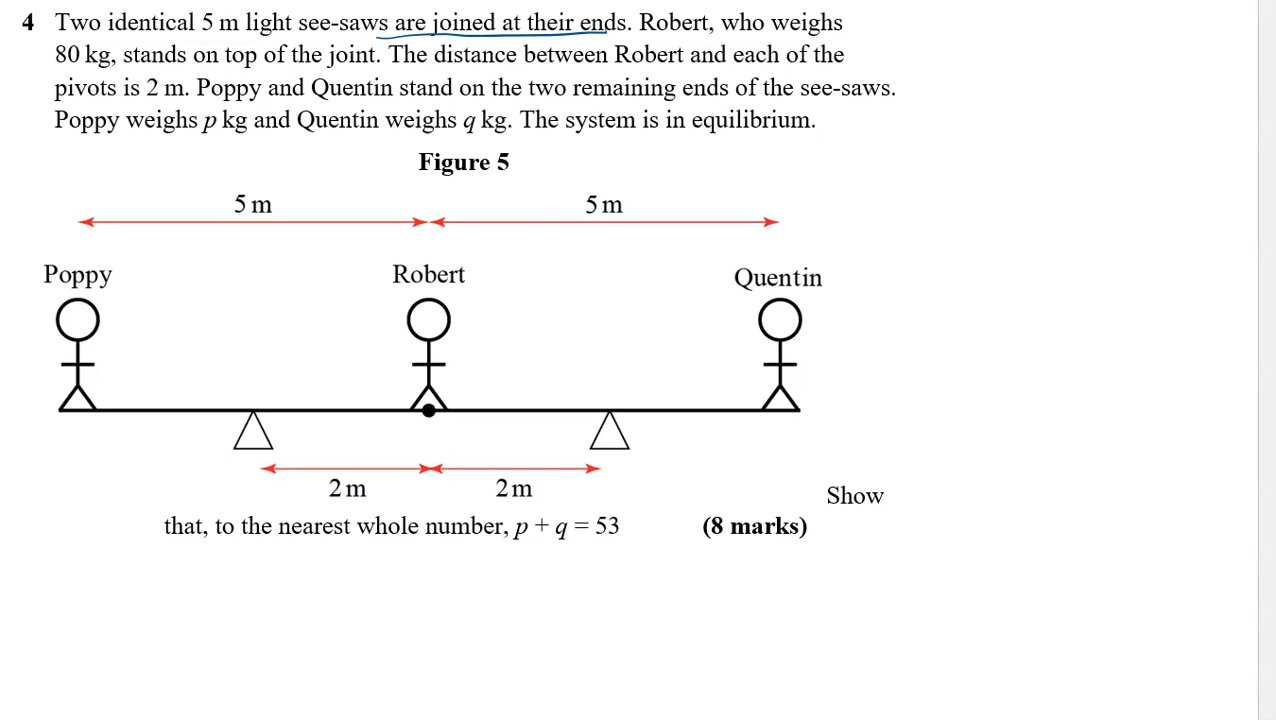 4 Two identical 5 m light see-saws are joined at their ends. Robert, who weighs
80 kg, stands on top of the joint. The distance between Robert and each of the
pivots is 2 m. Poppy and Quentin stand on the two remaining ends of the see-saws.
Poppy weighs p kg and Quentin weighs q kg. The system is in equilibrium.
Figure 5
5 m 5 m
Poppy Robert Quentin
2 m 2 m
Show
that, to the nearest whole number, p + q = 53 (8 marks)